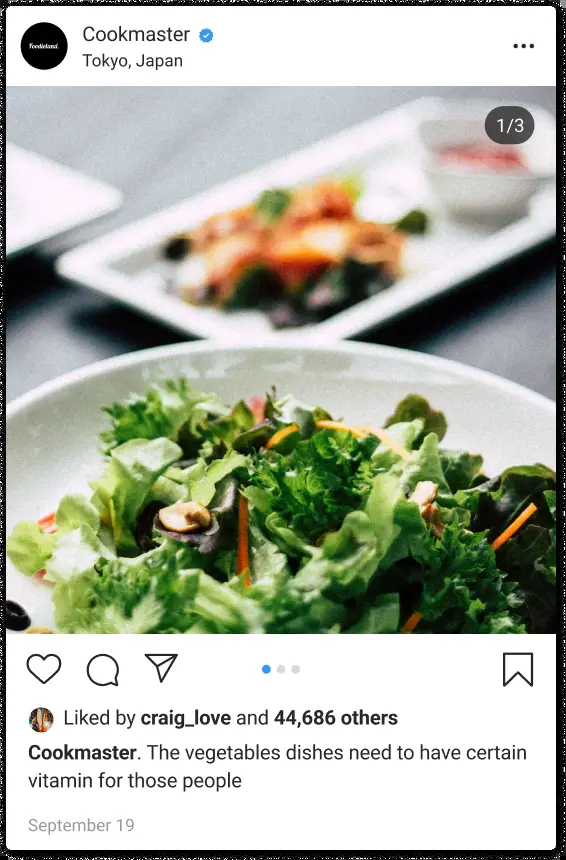 Foodieland.
Cookmaster
Tokyo, Japan
1/3
Liked by craig_love and 44,686 others
Cookmaster. The vegetables dishes need to have certain
vitamin for those people
September 19